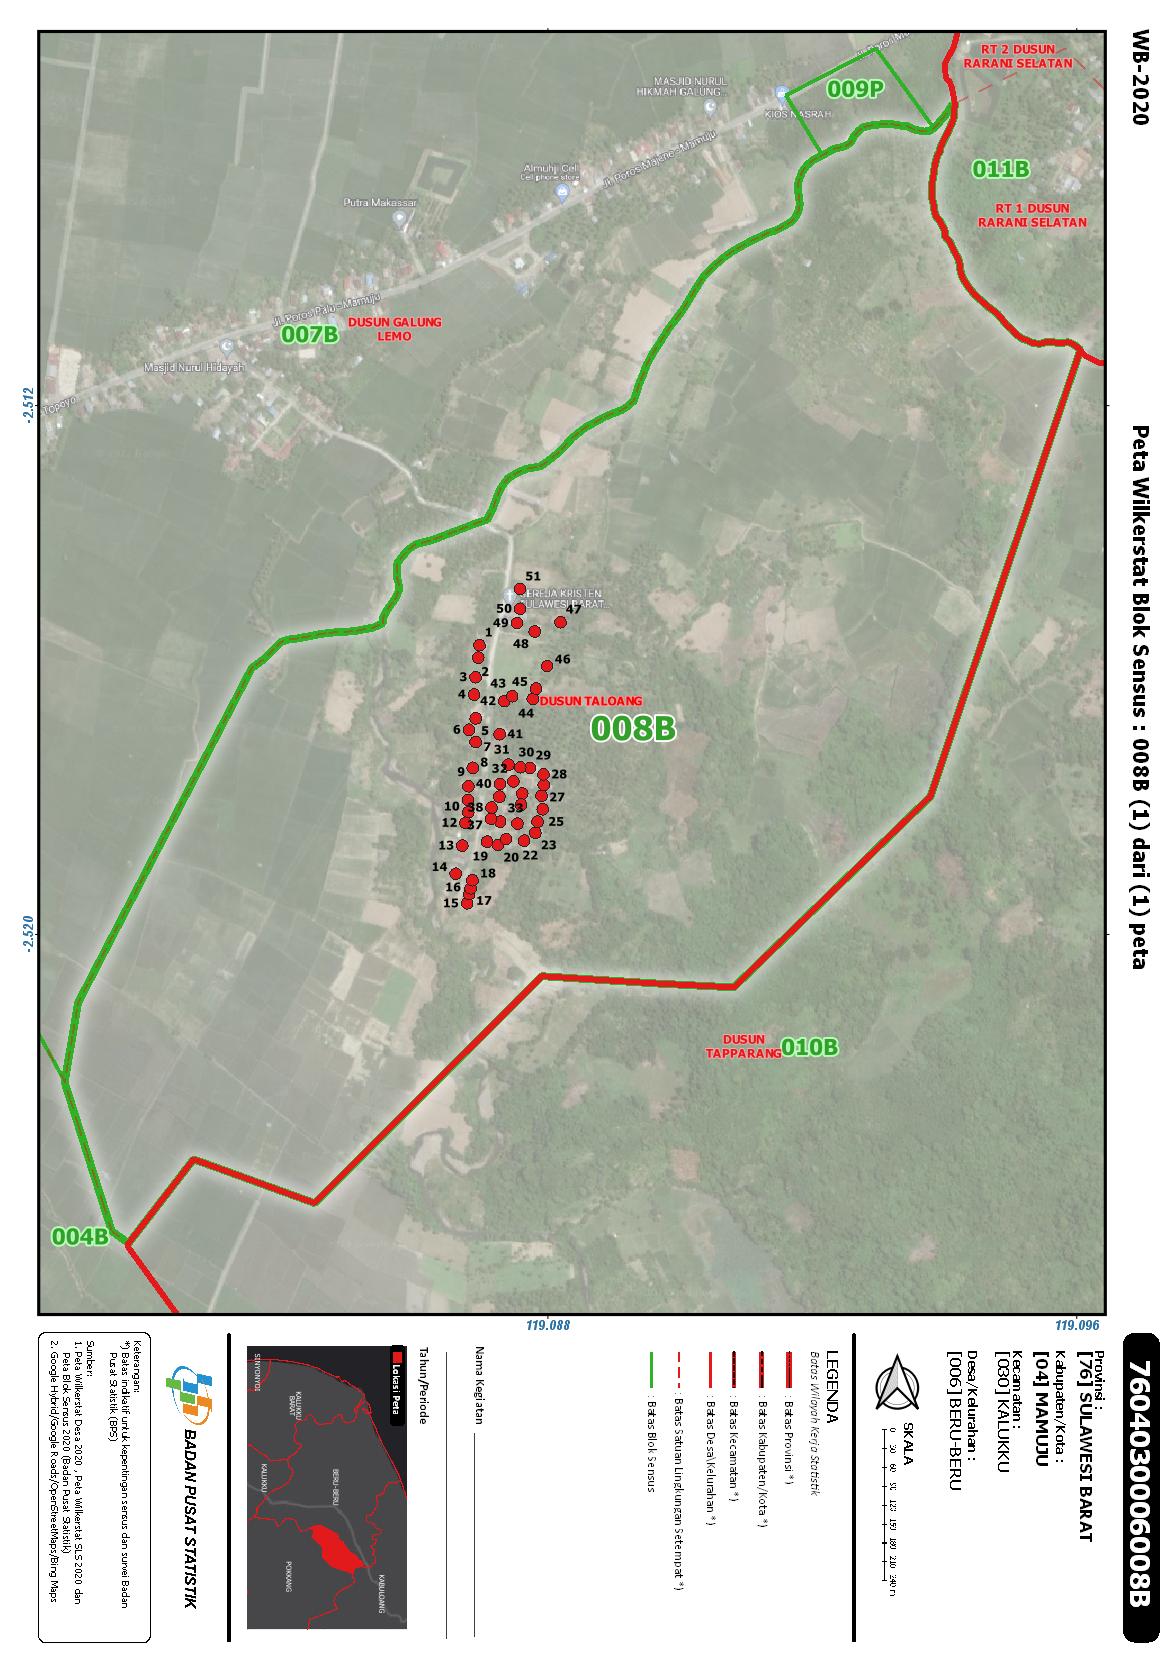 WB-2020
Peta Wilkerstat Blok Sensus : 008B (1) dari (1) peta
7604030006008B
Provinsi :
[76] SULAWESI BARAT
Kabupaten/Kota :
[04] MAMUJU
Kecamatan :
[030] KALUKKU
Desa/Kelurahan :
[006] BERU-BERU
SKALA
0 30 60 90 120 150 180 210 240 m
LEGENDA
Batas Wilayah Kerja Statistik
: Batas Provinsi *)
: Batas Kabupaten/Kota *)
: Batas Kecamatan *)
: Batas Desa\Kelurahan *)
: Batas Satuan Lingkungan Setempat *)
: Batas Blok Sensus
Nama Kegiatan
Tahun/Periode
Lokasi Peta
SINYONYOI
KALUKKU
BARAT
KALUKKU
BERU-BERU
POKKANG
KABULOANG
BADAN PUSAT STATISTIK
Keterangan:
*) Batas indikatif untuk kepentingan sensus dan survei Badan
Pusat Statistik (BPS)
Sumber:
1. Peta Wilkerstat Desa 2020 , Peta Wilkerstat SLS 2020 dan
Peta Blok Sensus 2020 (Badan Pusat Statistik)
2. Google Hybrid/Google Roads/OpenStreetMaps/Bing Maps
-2.512
-2.520
119.088
119.096
RT 2 DUSUN
RARANI SELATAN
009P
MASJID NURUL
HIKMAH GALUNG...
KIOS NASRAH
Jl. Poros Majene - Mamuju
011B
RT 1 DUSUN
RARANI SELATAN
Almuhji Cell
Cell phone store
Putra Makassar
Jl. Poros Palu - Mamuju
007B
DUSUN GALUNG
LEMO
Masjid Nurul Hidayah
Topoyo
GEREJA KRISTEN
SULAWESI BARAT...
51
50
47
49
48
1
46
2
3
43
45
4
42
44
DUSUN TALOANG
008B
6
5
41
7
31
30
29
8
32
9
28
40
27
10
38
33
12
37
25
13
19
20
22
23
14
18
16
15
17
DUSUN
TAPPARANG
010B
004B